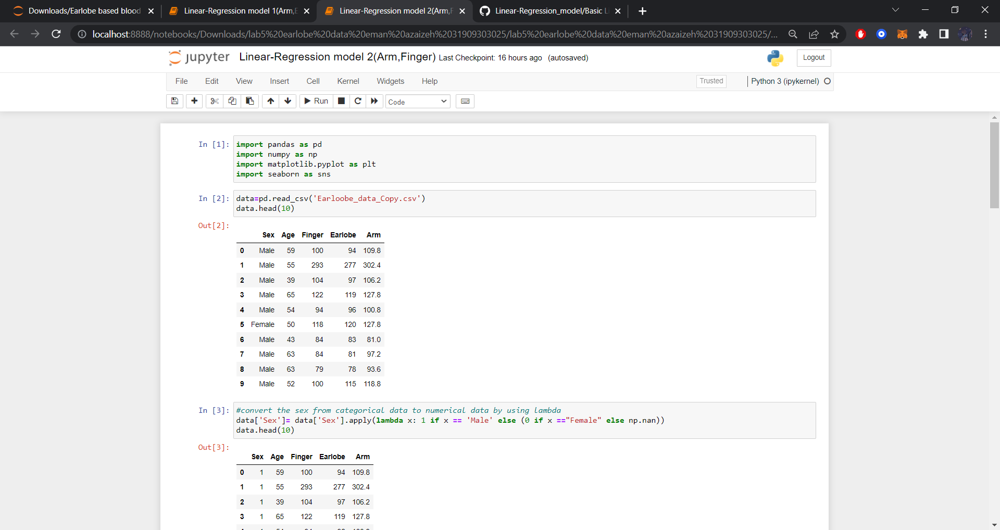 Downloads/Earlobe based blood
Linear-Regression model 1(Arm,F
Linear-Regression model 2(Arm,F
Linear-Regression_model/Basic Li
localhost:8888/notebooks/Downloads/lab5%20earlobe%20data%20eman%20azaizeh%2031909303025/lab5%20earlobe%20data%20eman%20azaizeh%2031909303025/...
jupyter Linear-Regression model 2(Arm,Finger) Last Checkpoint: 16 hours ago (autosaved) Logout
File Edit View Insert Cell Kernel Widgets Help Trusted Python 3 (ipykernel)
Run Code
In [1]: import pandas as pd
import numpy as np
import matplotlib.pyplot as plt
import seaborn as sns
In [2]: data=pd.read_csv('Earloobe_data_Copy.csv')
data.head(10)
Out[2]:
Sex Age Finger Earlobe Arm
0 Male 59 100 94 109.8
1 Male 55 293 277 302.4
2 Male 39 104 97 106.2
3 Male 65 122 119 127.8
4 Male 54 94 96 100.8
5 Female 50 118 120 127.8
6 Male 43 84 83 81.0
7 Male 63 84 81 97.2
8 Male 63 79 78 93.6
9 Male 52 100 115 118.8
In [3]: #convert the sex from categorical data to numerical data by using lambda
data['Sex']= data['Sex'].apply(lambda x: 1 if x == 'Male' else (0 if x =="Female" else np.nan))
data.head(10)
Out[3]:
Sex Age Finger Earlobe Arm
0 1 59 100 94 109.8
1 1 55 293 277 302.4
2 1 39 104 97 106.2
3 1 65 122 119 127.8